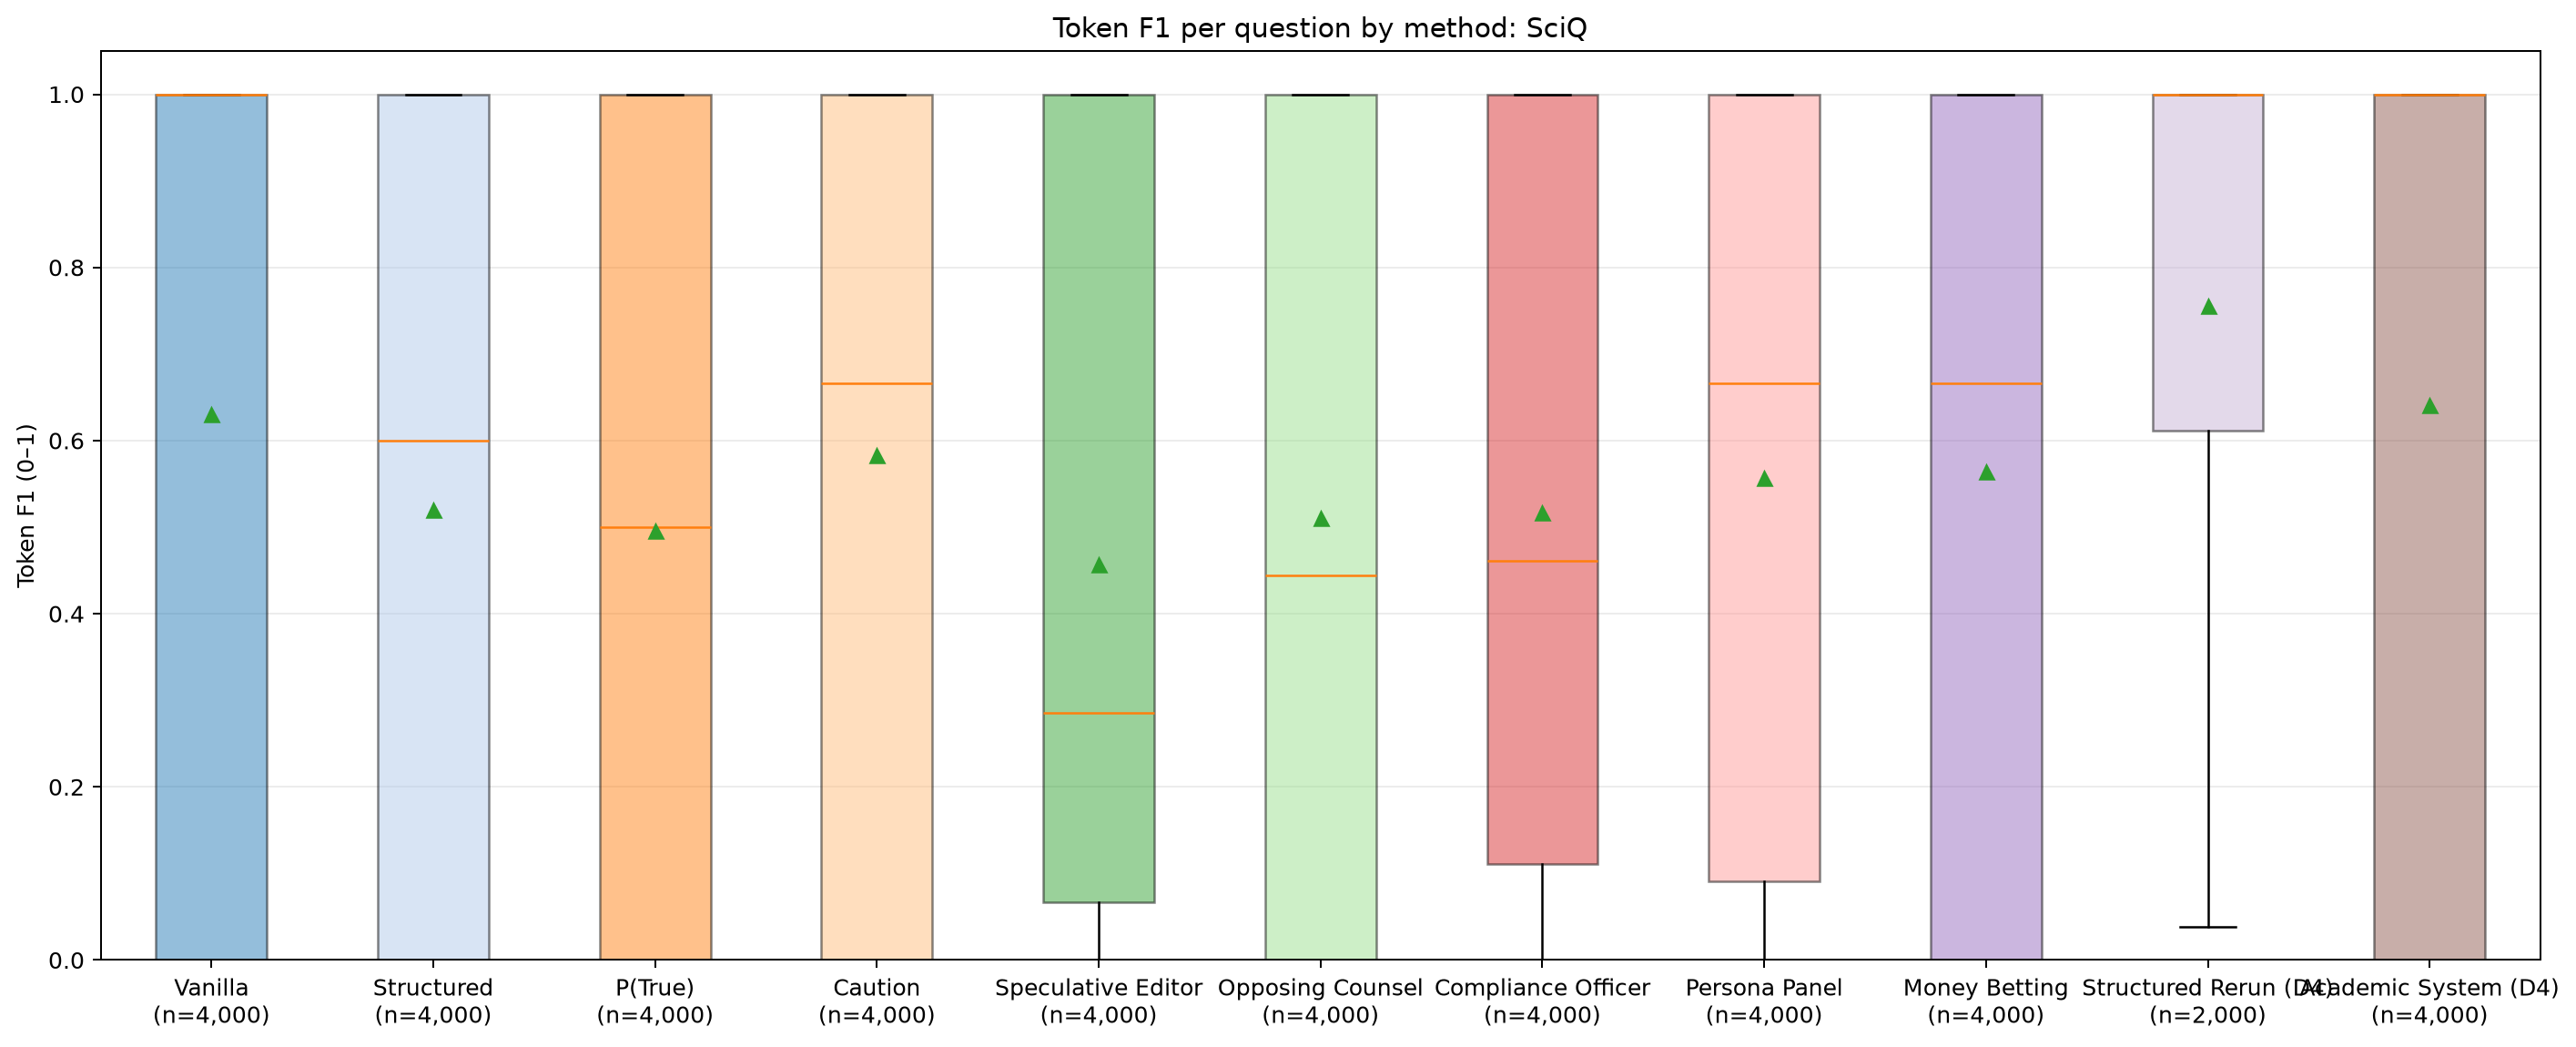 Token F1 per question by method: SciQ
Token F1 (0–1)
1.0
0.8
0.6
0.4
0.2
0.0
Vanilla
(n=4,000)
Structured
(n=4,000)
P(True)
(n=4,000)
Caution
(n=4,000)
Speculative Editor
(n=4,000)
Opposing Counsel
(n=4,000)
Compliance Officer
(n=4,000)
Persona Panel
(n=4,000)
Money Betting
(n=4,000)
Structured Rerun (D4)
(n=2,000)
Academic System (D4)
(n=4,000)